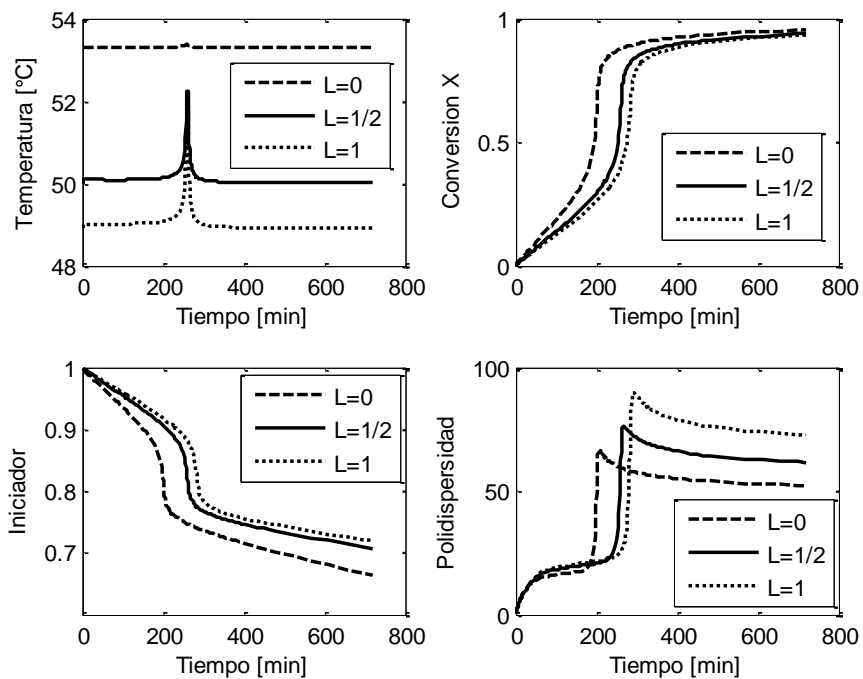 54
52
50
48
Temperatura [°C]
L=0
L=1/2
L=1
0
200
400
600
800
Tiempo [min]
1
0.5
0
Conversion X
L=0
L=1/2
L=1
0
200
400
600
800
Tiempo [min]
1
0.9
0.8
0.7
Iniciador
L=0
L=1/2
L=1
0
200
400
600
800
Tiempo [min]
100
50
0
Polidispersidad
L=0
L=1/2
L=1
0
200
400
600
800
Tiempo [min]